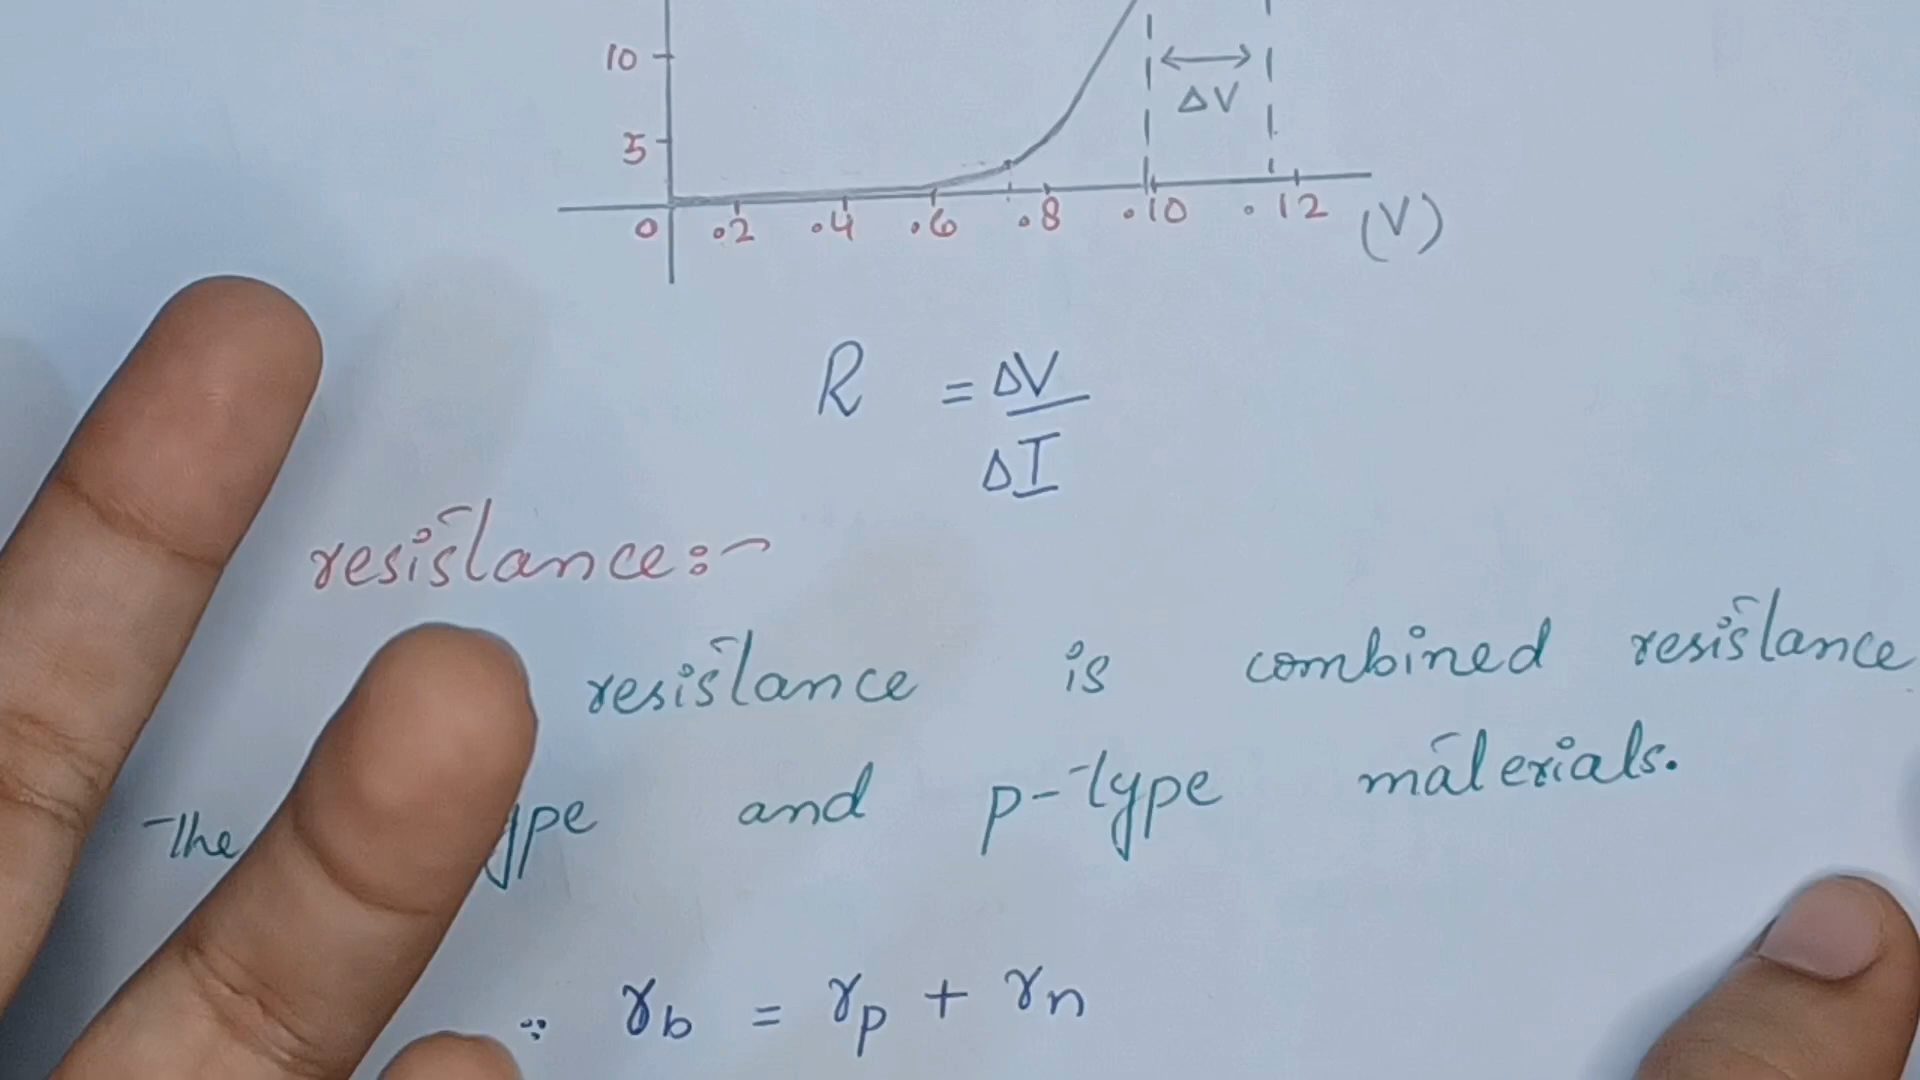 10
ΔV
5
0 .2 .4 .6 .8 .10 .12 (V)
R = ΔV
ΔI
resistance:-
resistance is combined resistance
The ype and p-type materials.
∵ rb = rp + rn